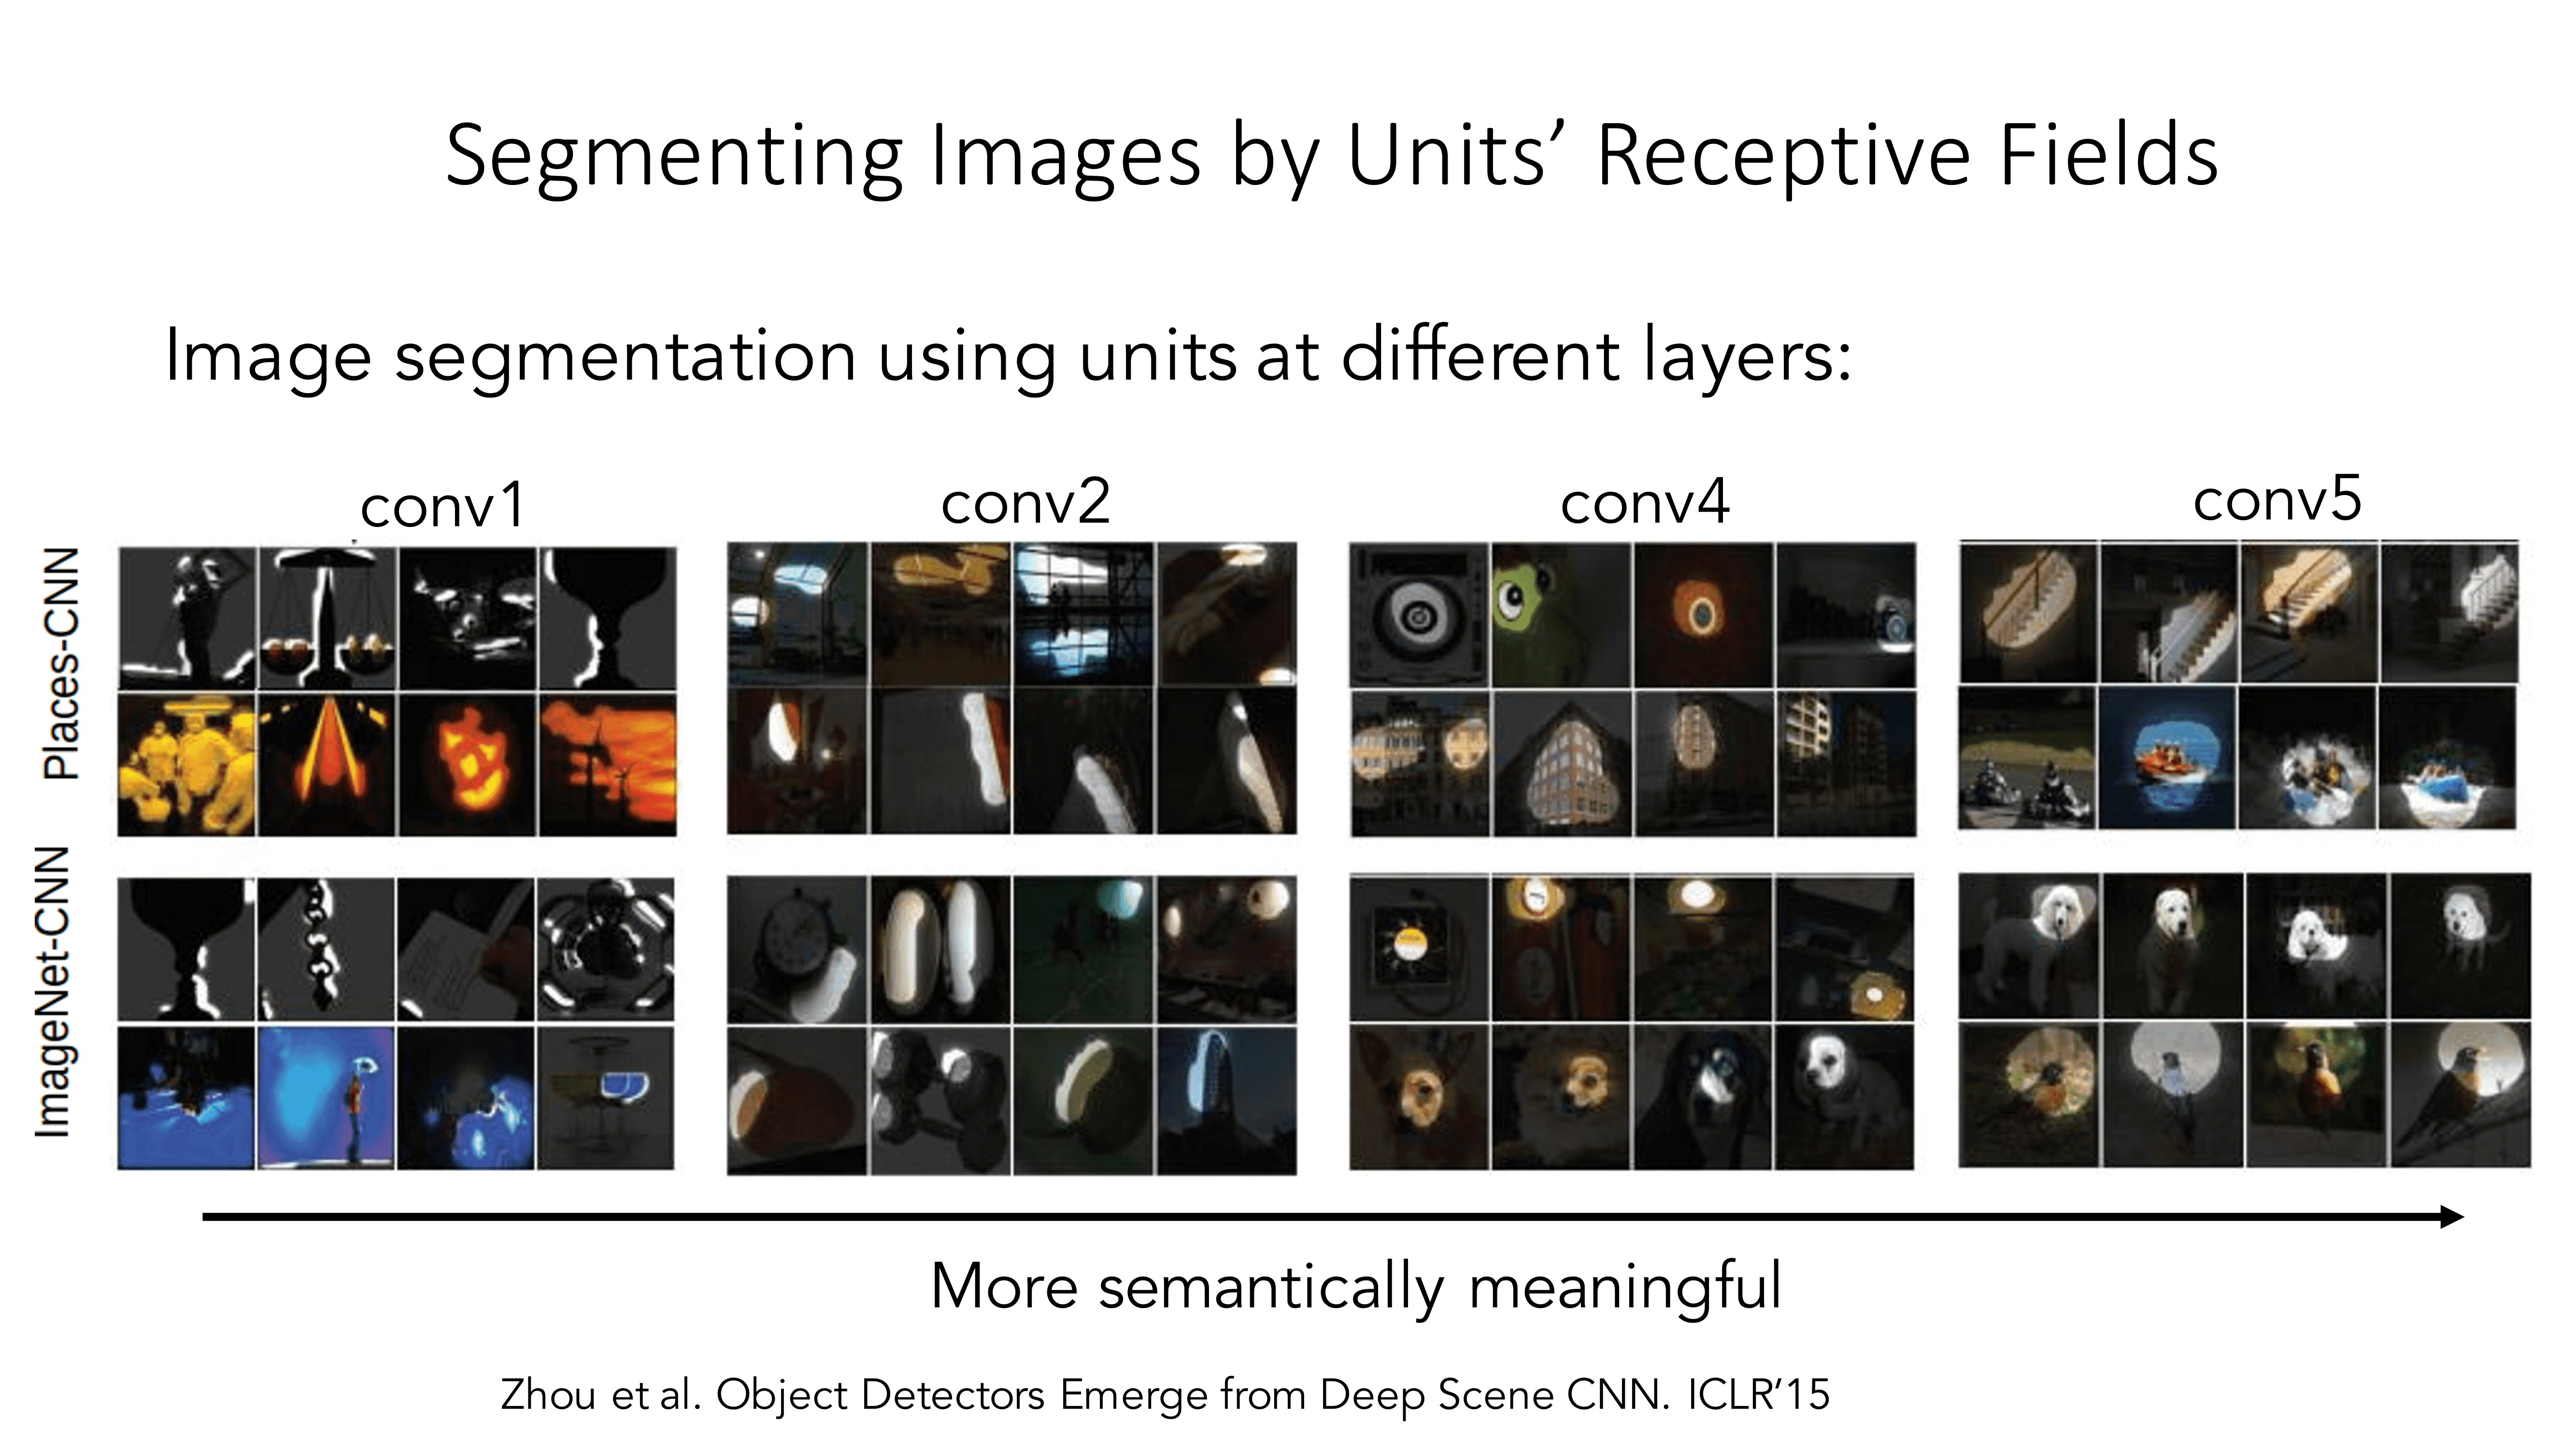 Segmenting Images by Units’ Receptive Fields
Image segmentation using units at different layers:
conv1
conv2
conv4
conv5
Places-CNN
ImageNet-CNN
More semantically meaningful
Zhou et al. Object Detectors Emerge from Deep Scene CNN. ICLR’15